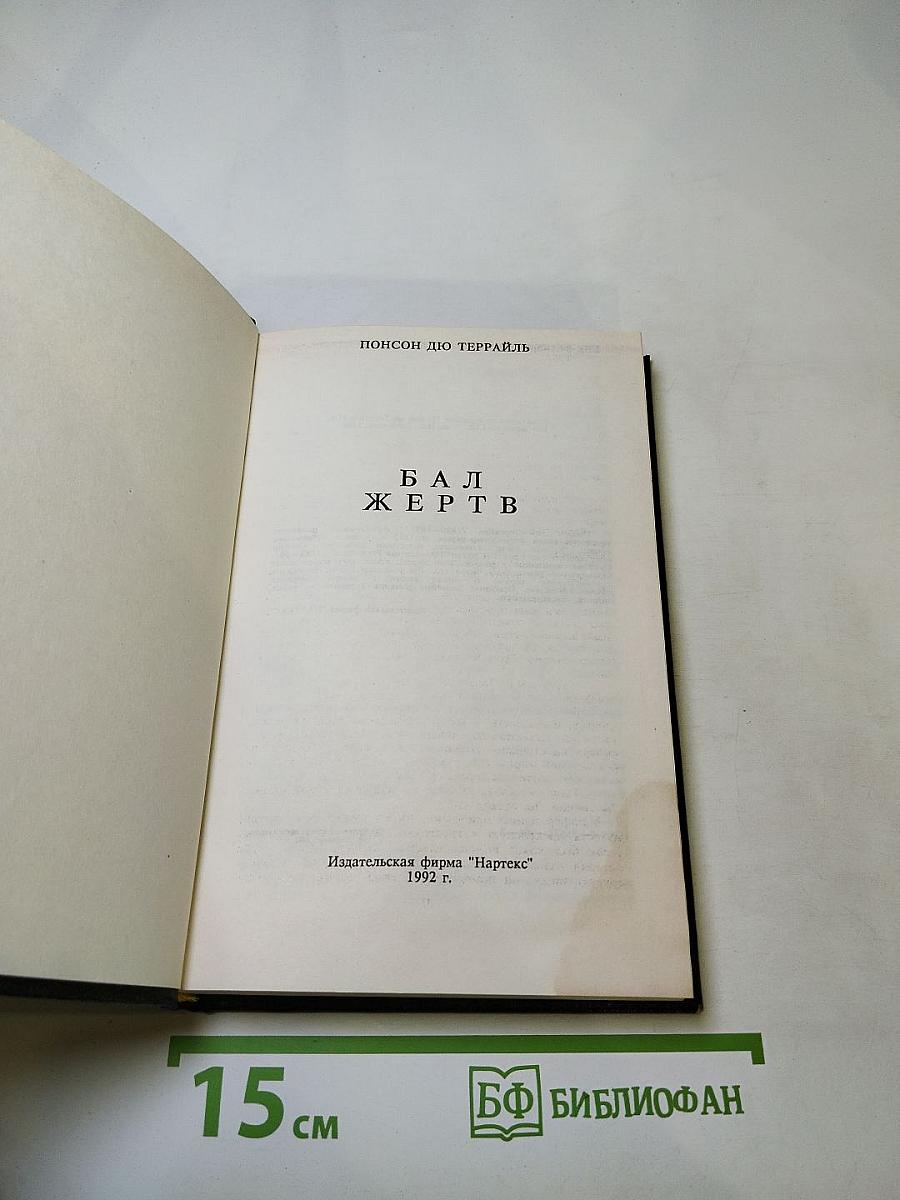 ПОНСОН ДЮ ТЕРРАЙЛЬ
БАЛ
ЖЕРТВ
Издательская фирма "Нартекс"
1992 г.
15 см
БФ БИБЛИОФАН